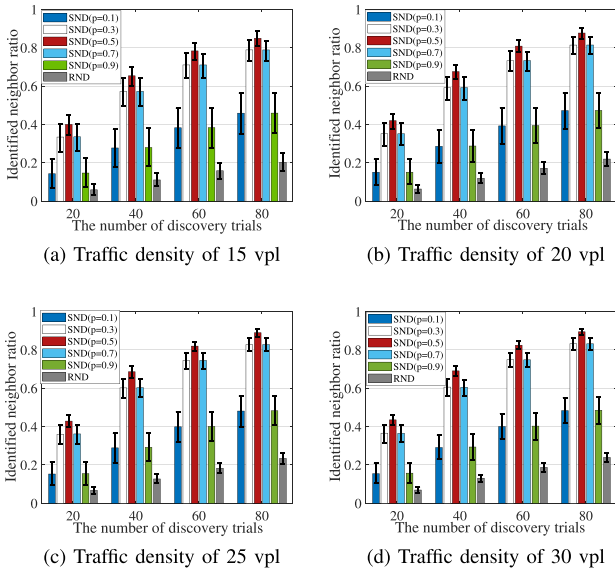 1
0.8
0.6
0.4
0.2
0
Identified neighbor ratio
SND(p=0.1)
SND(p=0.3)
SND(p=0.5)
SND(p=0.7)
SND(p=0.9)
RND
20 40 60 80
The number of discovery trials
(a) Traffic density of 15 vpl
1
0.8
0.6
0.4
0.2
0
Identified neighbor ratio
SND(p=0.1)
SND(p=0.3)
SND(p=0.5)
SND(p=0.7)
SND(p=0.9)
RND
20 40 60 80
The number of discovery trials
(b) Traffic density of 20 vpl
1
0.8
0.6
0.4
0.2
0
Identified neighbor ratio
SND(p=0.1)
SND(p=0.3)
SND(p=0.5)
SND(p=0.7)
SND(p=0.9)
RND
20 40 60 80
The number of discovery trials
(c) Traffic density of 25 vpl
1
0.8
0.6
0.4
0.2
0
Identified neighbor ratio
SND(p=0.1)
SND(p=0.3)
SND(p=0.5)
SND(p=0.7)
SND(p=0.9)
RND
20 40 60 80
The number of discovery trials
(d) Traffic density of 30 vpl